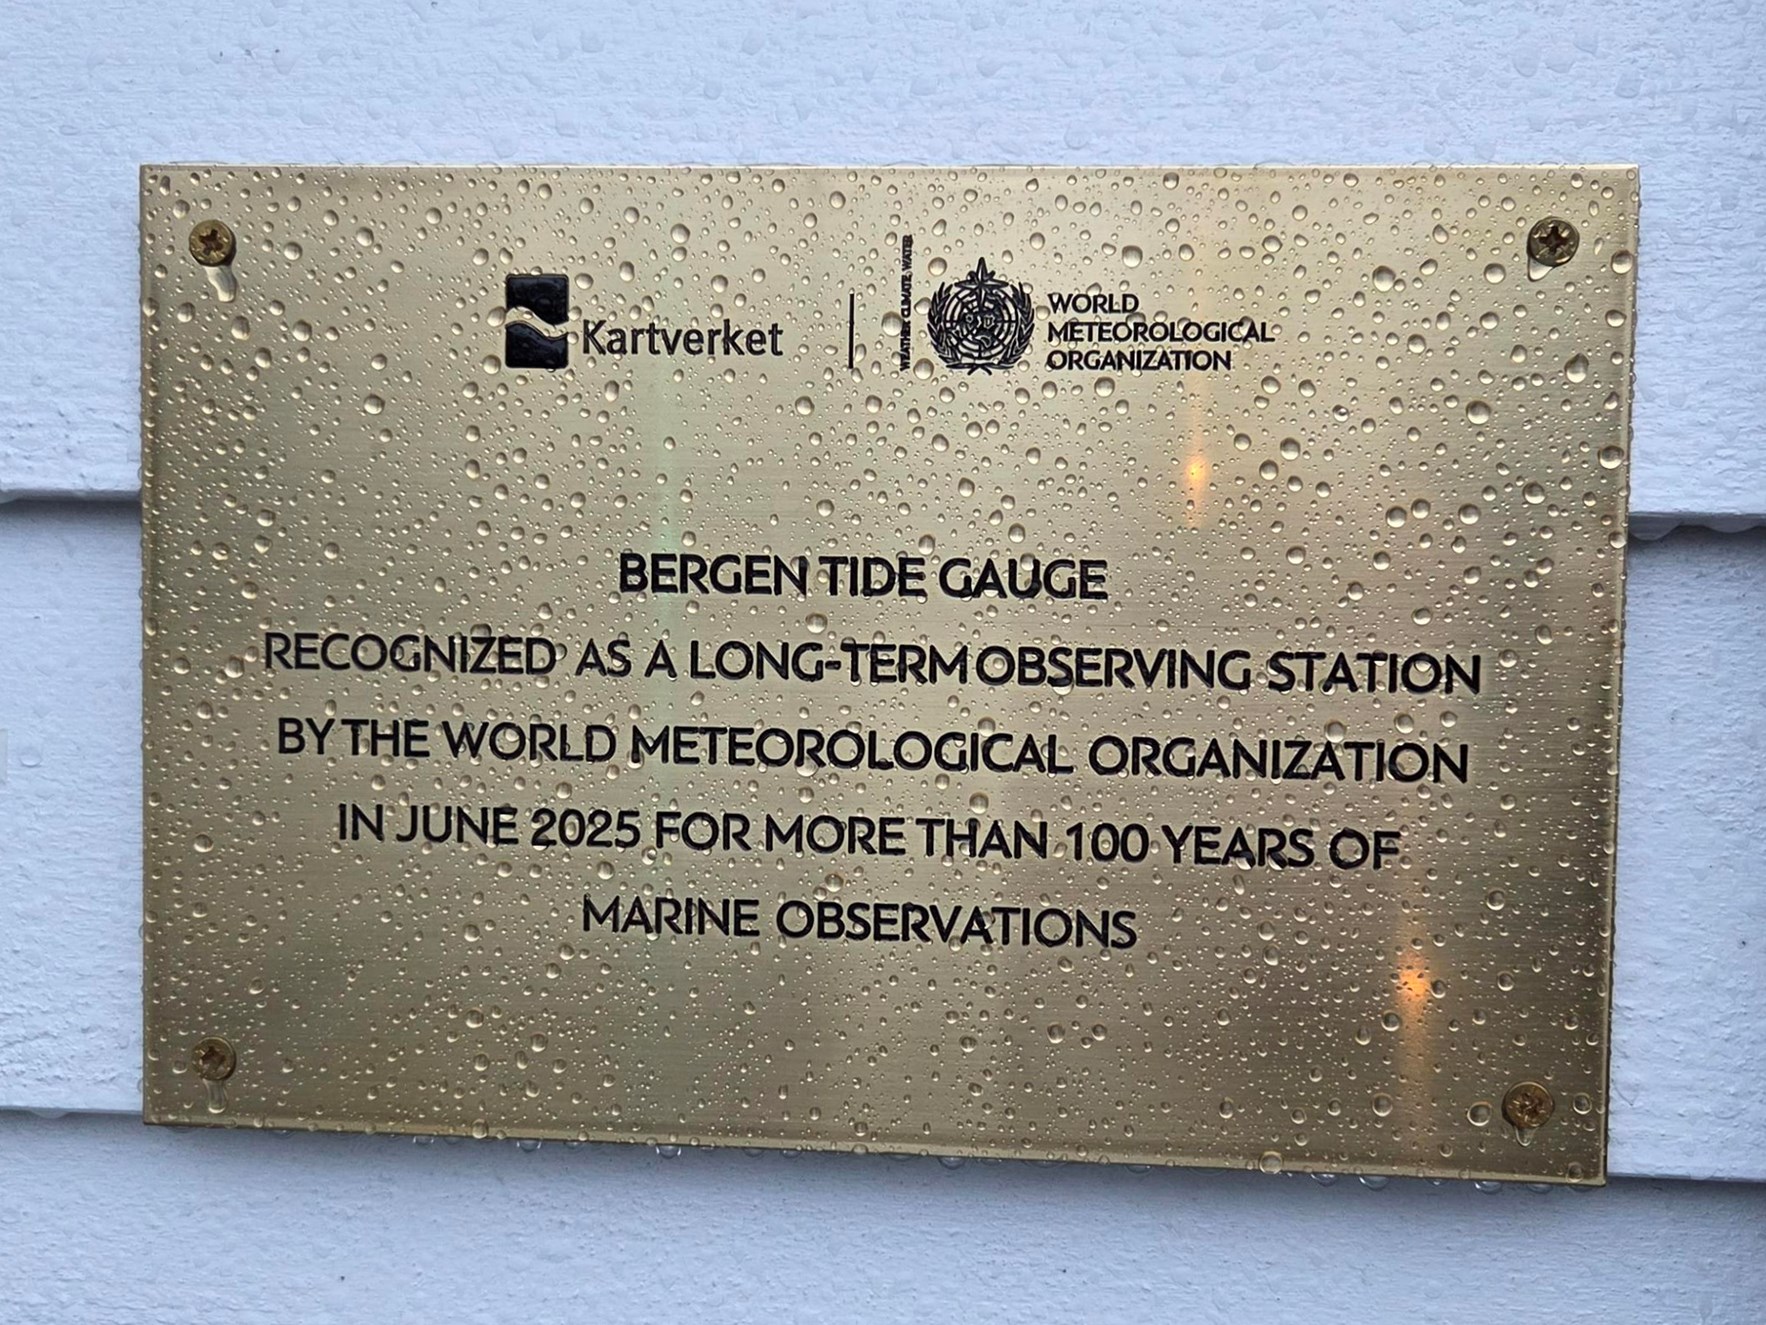 Kartverket
WEATHER CLIMATE WATER
WORLD
METEOROLOGICAL
ORGANIZATION
BERGEN TIDE GAUGE
RECOGNIZED AS A LONG-TERM OBSERVING STATION
BY THE WORLD METEOROLOGICAL ORGANIZATION
IN JUNE 2025 FOR MORE THAN 100 YEARS OF
MARINE OBSERVATIONS